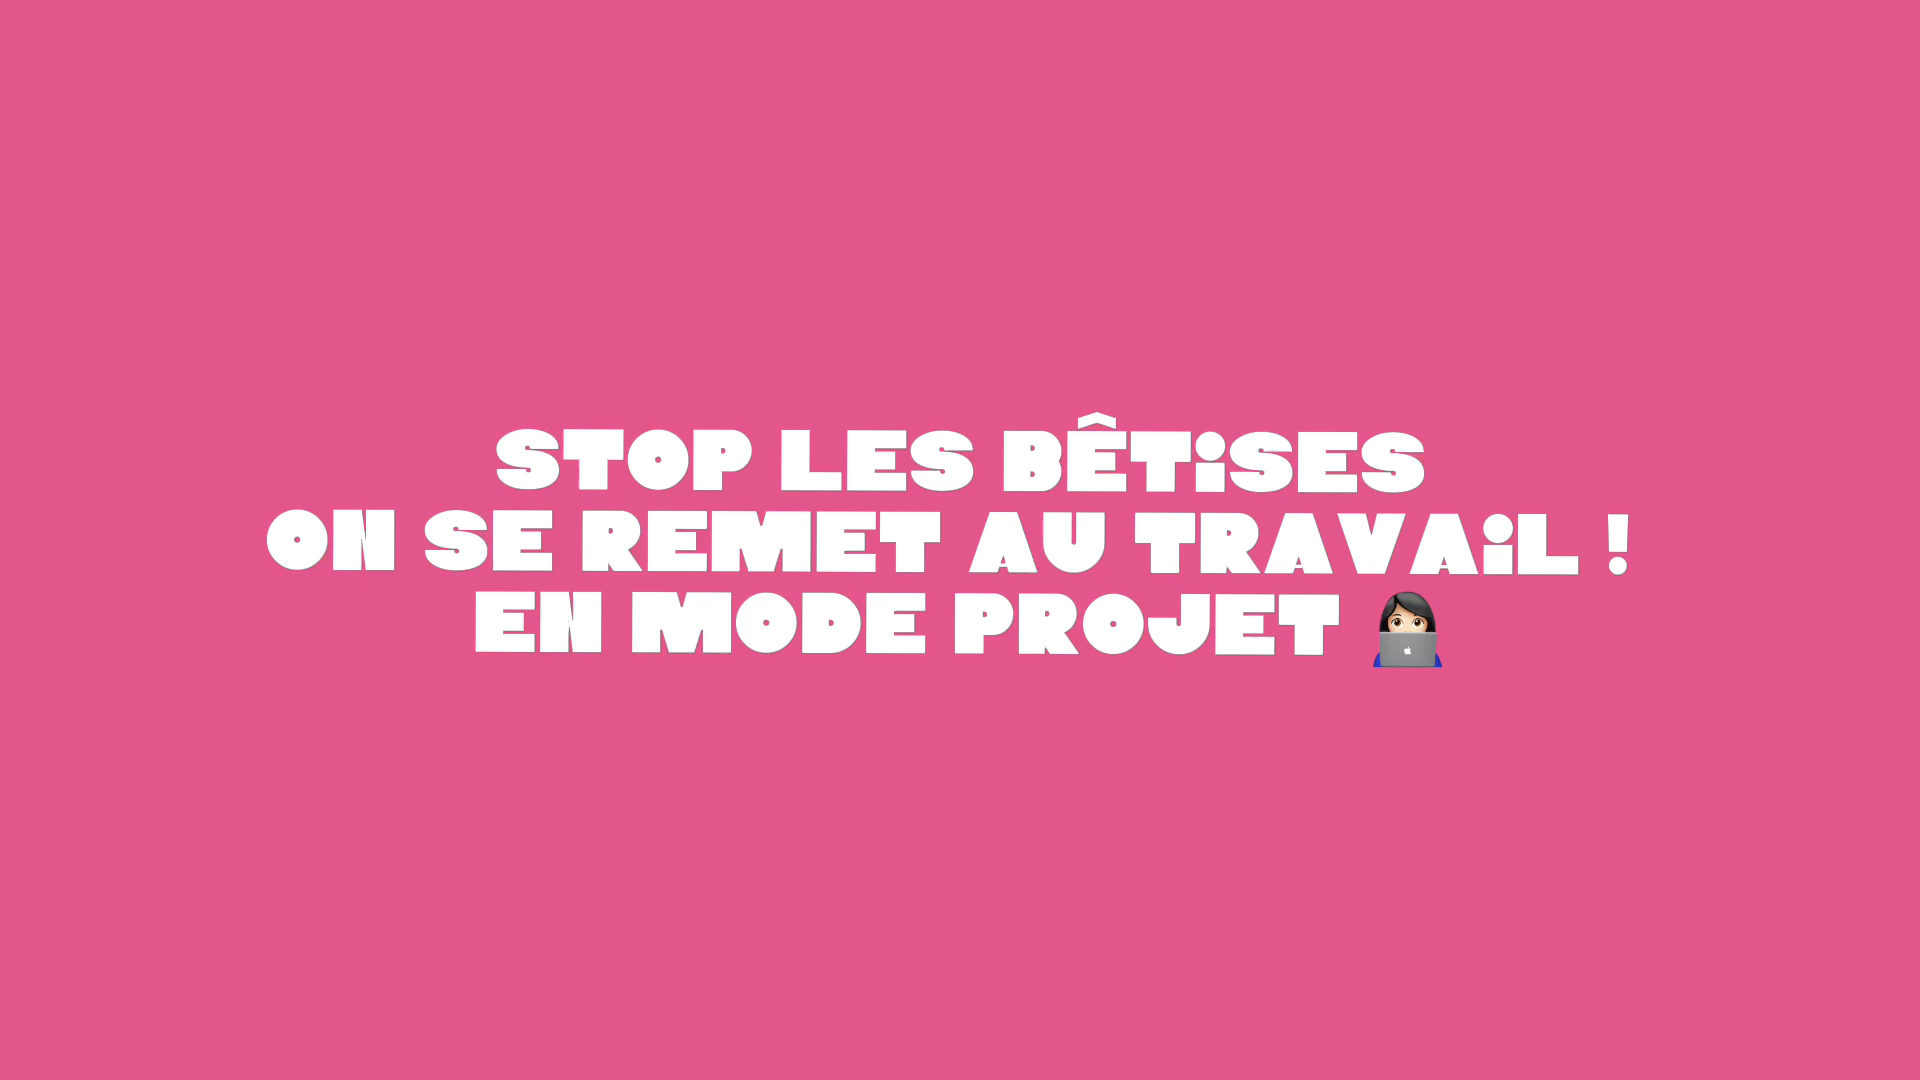 STOP LES BÊTiSES
ON SE REMET AU TRAVAiL !
EN MODE PROJET 👩🏻‍💻